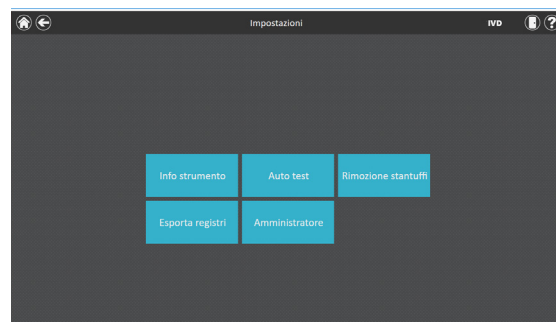 Impostazioni
IVD
?
Info strumento
Auto test
Rimozione stantuffi
Esporta registri
Amministratore